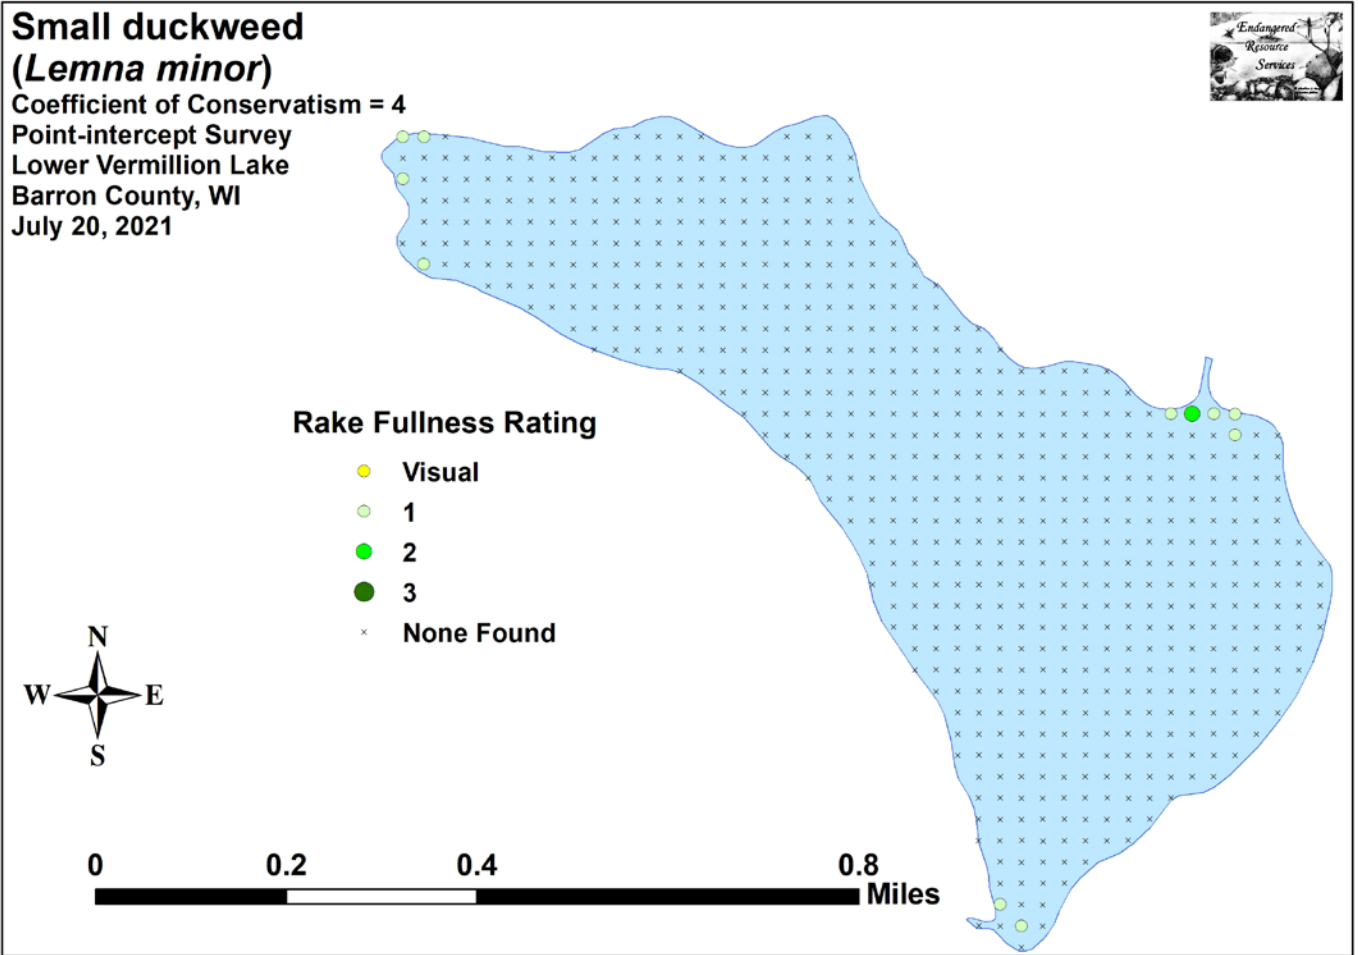 Small duckweed
(Lemna minor)
Coefficient of Conservatism = 4
Point-intercept Survey
Lower Vermillion Lake
Barron County, WI
July 20, 2021
Endangered
Resource
Services
Rake Fullness Rating
Visual
1
2
3
None Found
N
W E
S
0 0.2 0.4 0.8
Miles